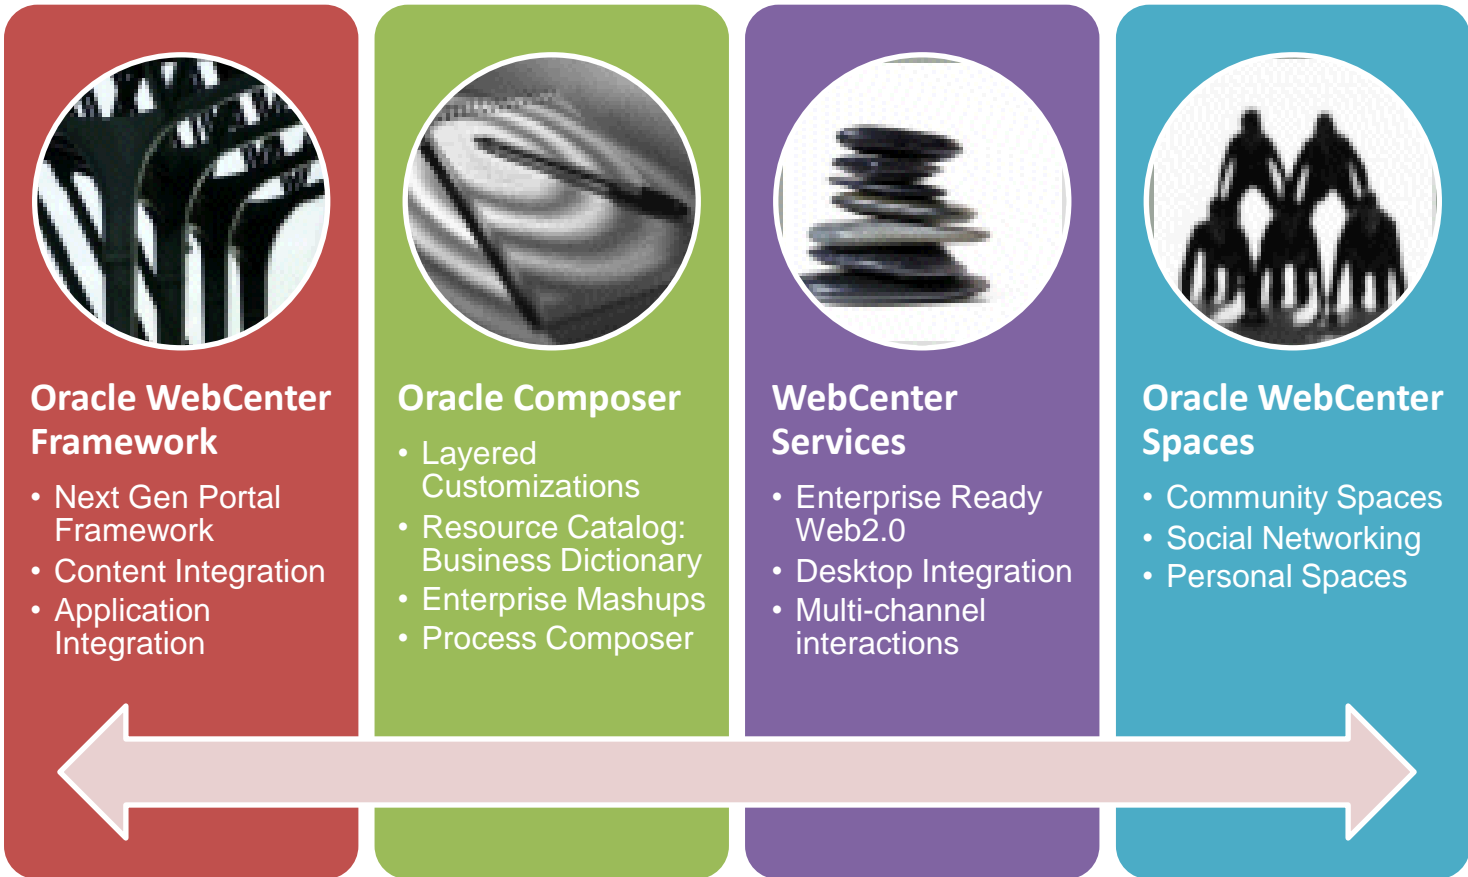 Oracle WebCenter
Framework
• Next Gen Portal
Framework
• Content Integration
• Application
Integration
Oracle Composer
• Layered
Customizations
• Resource Catalog:
Business Dictionary
• Enterprise Mashups
• Process Composer
WebCenter
Services
• Enterprise Ready
Web2.0
• Desktop Integration
• Multi-channel
interactions
Oracle WebCenter
Spaces
• Community Spaces
• Social Networking
• Personal Spaces